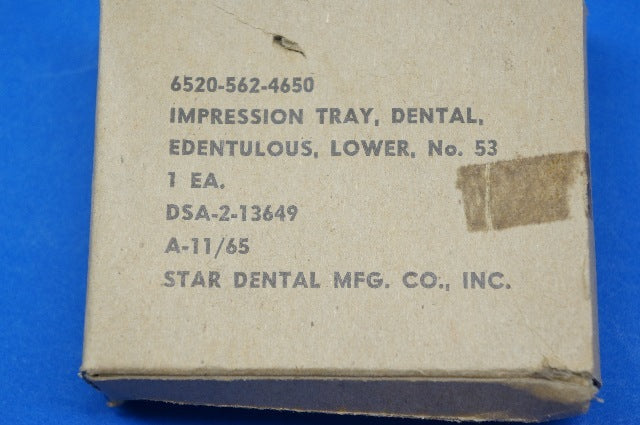 6520-562-4650
IMPRESSION TRAY, DENTAL,
EDENTULOUS, LOWER, No. 53
1 EA.
DSA-2-13649
A-11/65
STAR DENTAL MFG. CO., INC.